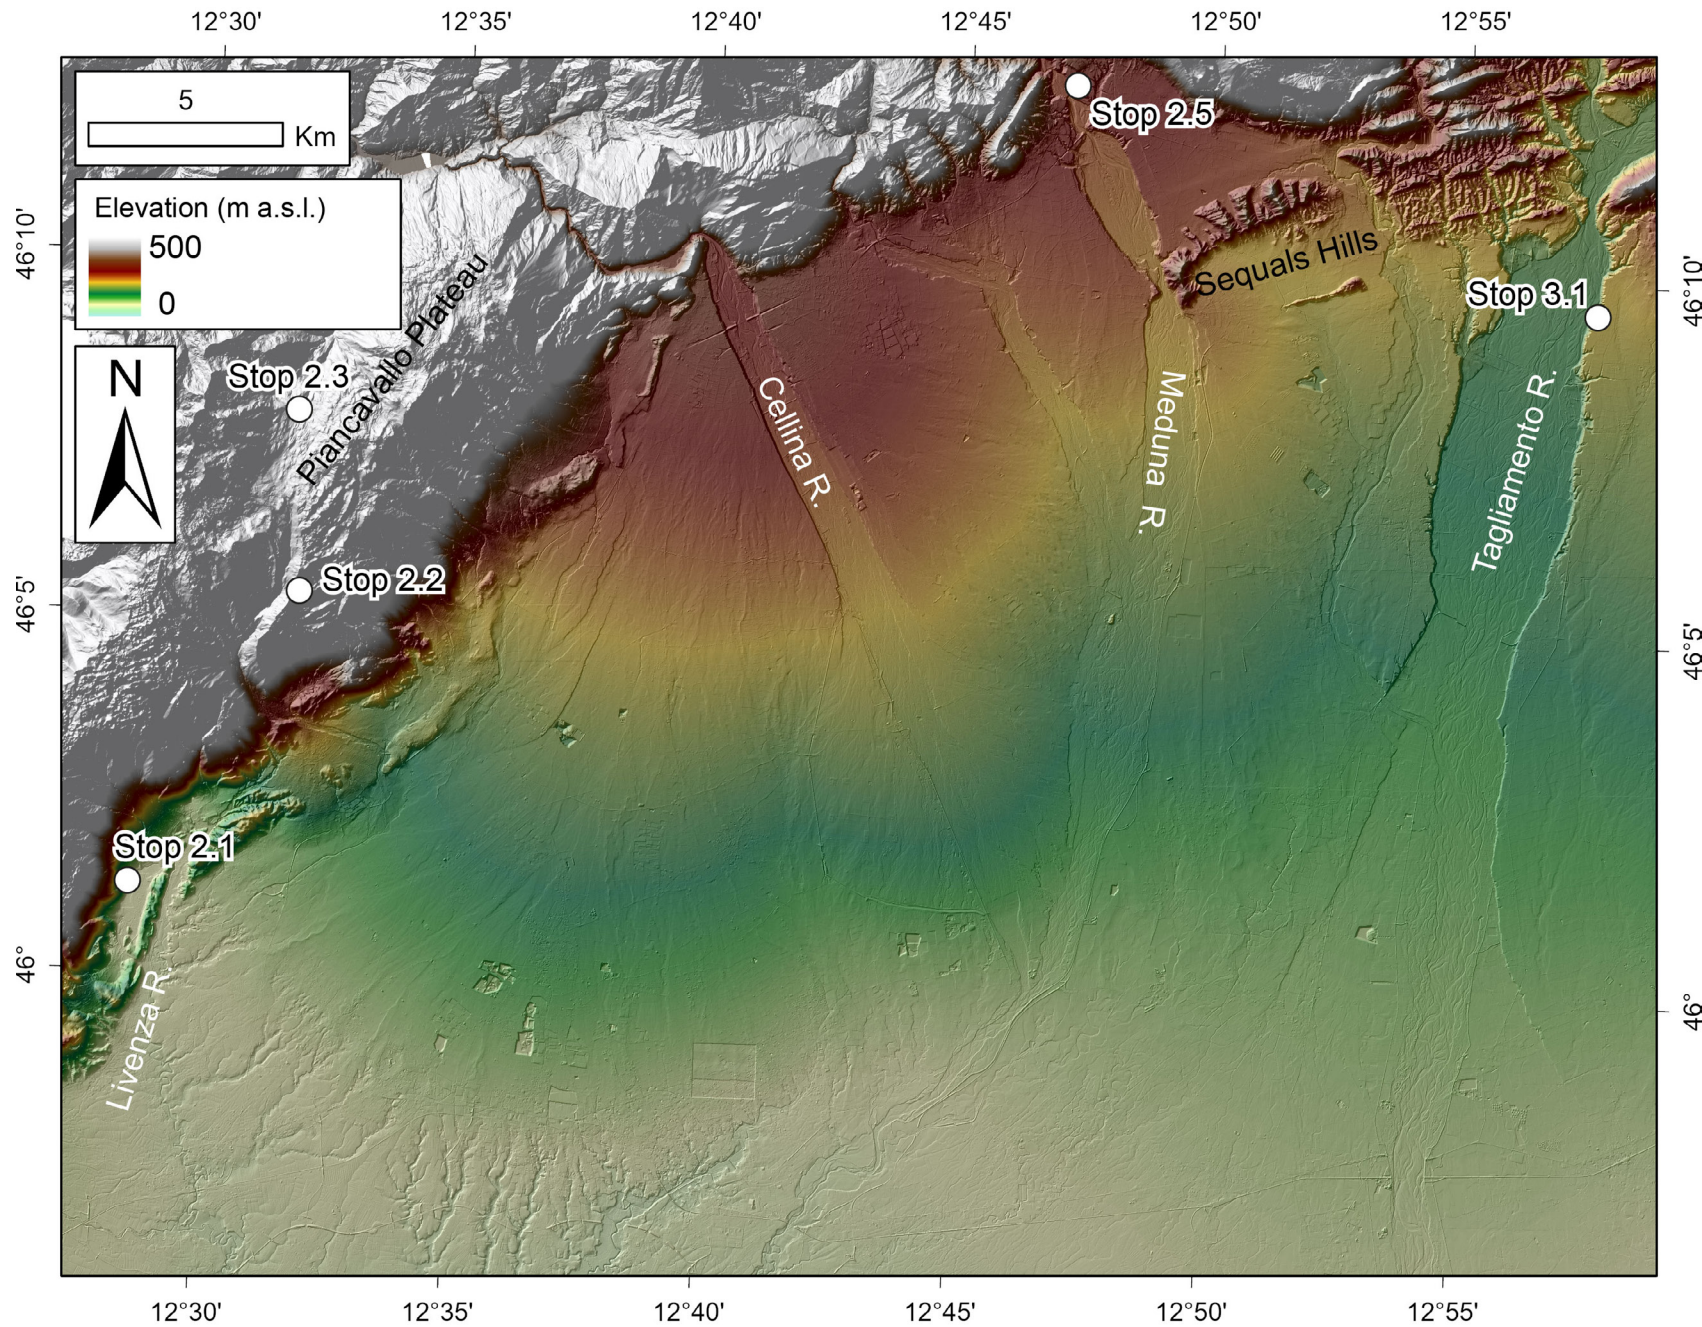 12°30' 12°35' 12°40' 12°45' 12°50' 12°55'
5
Km
Elevation (m a.s.l.)
500
0
N
46°10'
46°5'
46°
46°10'
46°5'
46°
Stop 2.5
Sequals Hills
Stop 3.1
Piancavallo Plateau
Stop 2.3
Cellina R.
Meduna R.
Tagliamento R.
Stop 2.2
Stop 2.1
Livenza R.
12°30' 12°35' 12°40' 12°45' 12°50' 12°55'